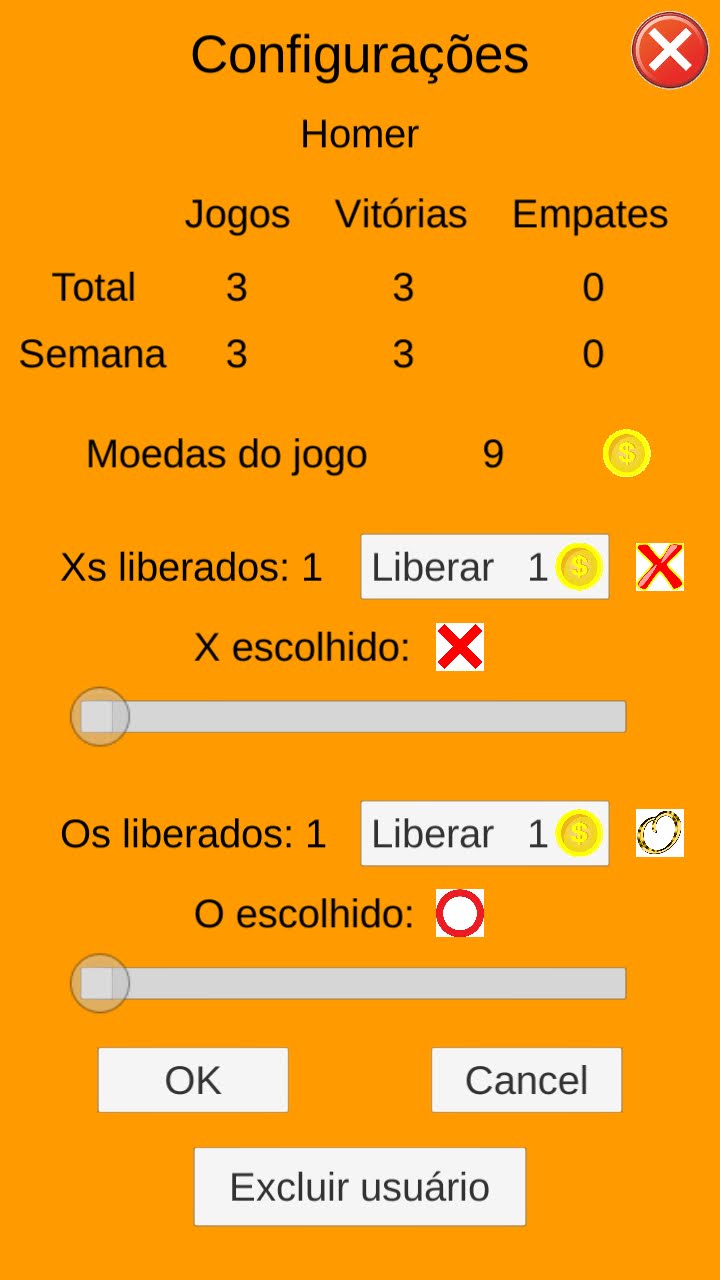 Configurações
Homer
Jogos Vitórias Empates
Total 3 3 0
Semana 3 3 0
Moedas do jogo 9 $
Xs liberados: 1 Liberar 1 $
X escolhido:
Os liberados: 1 Liberar 1 $
O escolhido:
OK Cancel
Excluir usuário